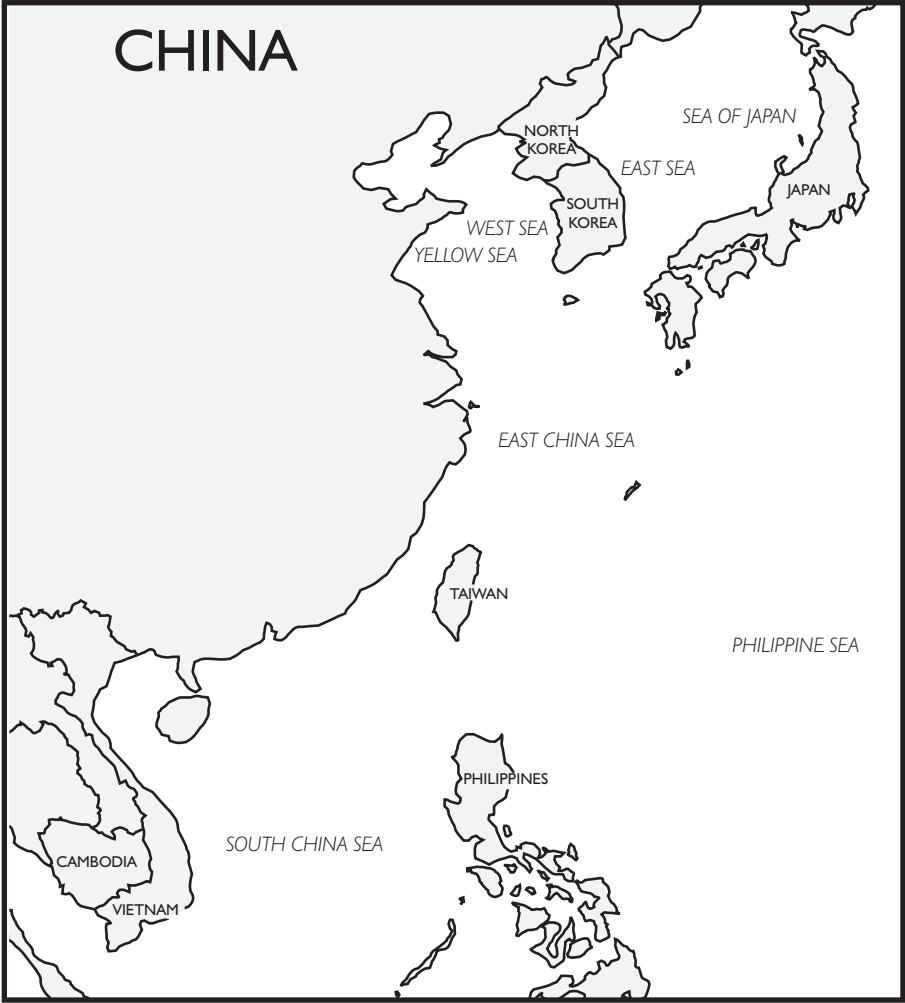 CHINA
SEA OF JAPAN
NORTH
KOREA
EAST SEA
JAPAN
SOUTH
KOREA
WEST SEA
YELLOW SEA
EAST CHINA SEA
TAIWAN
PHILIPPINE SEA
PHILIPPINES
SOUTH CHINA SEA
CAMBODIA
VIETNAM